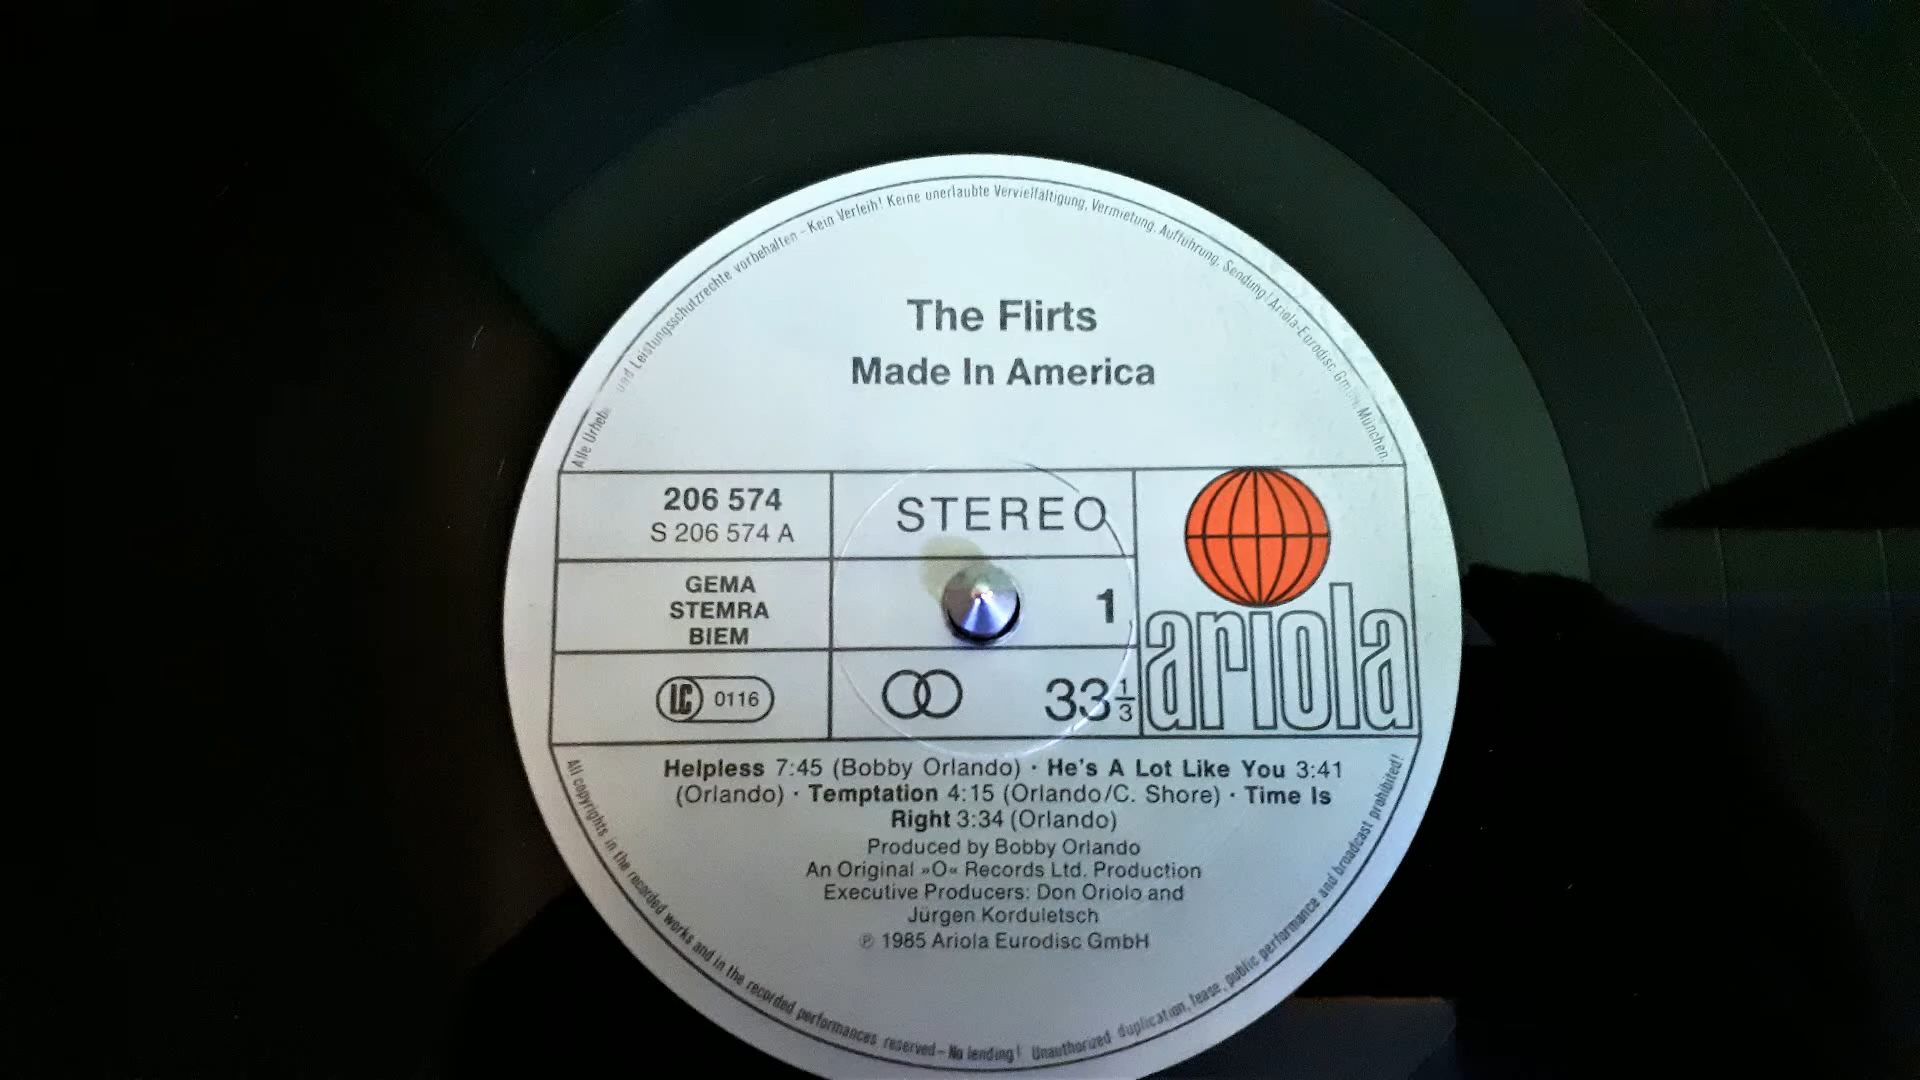 Alle Urheb und Leistungsschutzrechte vorbehalten – Kein Verleih! Keine unerlaubte Vervielfältigung, Vermietung, Aufführung, Sendung! Ariola-Eurodisc GmbH, München.
The Flirts
Made In America
206 574
S 206 574 A
STEREO
GEMA
STEMRA
BIEM
1
LC 0116
33 1/3
ariola
Helpless 7:45 (Bobby Orlando) · He's A Lot Like You 3:41
(Orlando) · Temptation 4:15 (Orlando/C. Shore) · Time Is
Right 3:34 (Orlando)
Produced by Bobby Orlando
An Original »O« Records Ltd. Production
Executive Producers: Don Oriolo and
Jürgen Korduletsch
℗ 1985 Ariola Eurodisc GmbH
All copyrights in the recorded works and in the recorded performances reserved – No lending! Unauthorized duplication, lease, public performance and broadcast prohibited!